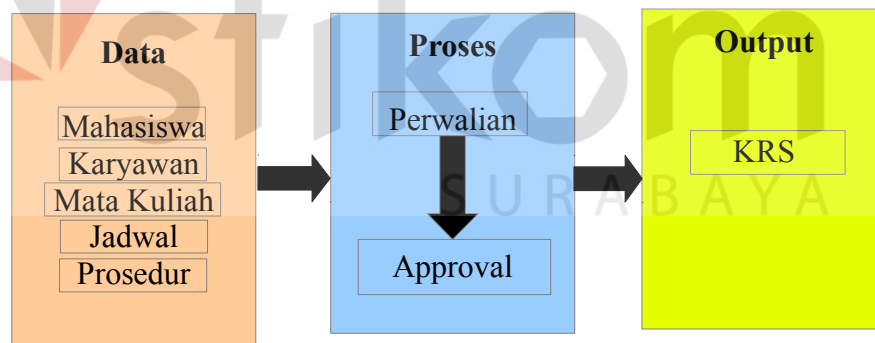 Data
Mahasiswa
Karyawan
Mata Kuliah
Jadwal
Prosedur
Proses
Perwalian
Approval
Output
KRS
stikom
SURABAYA